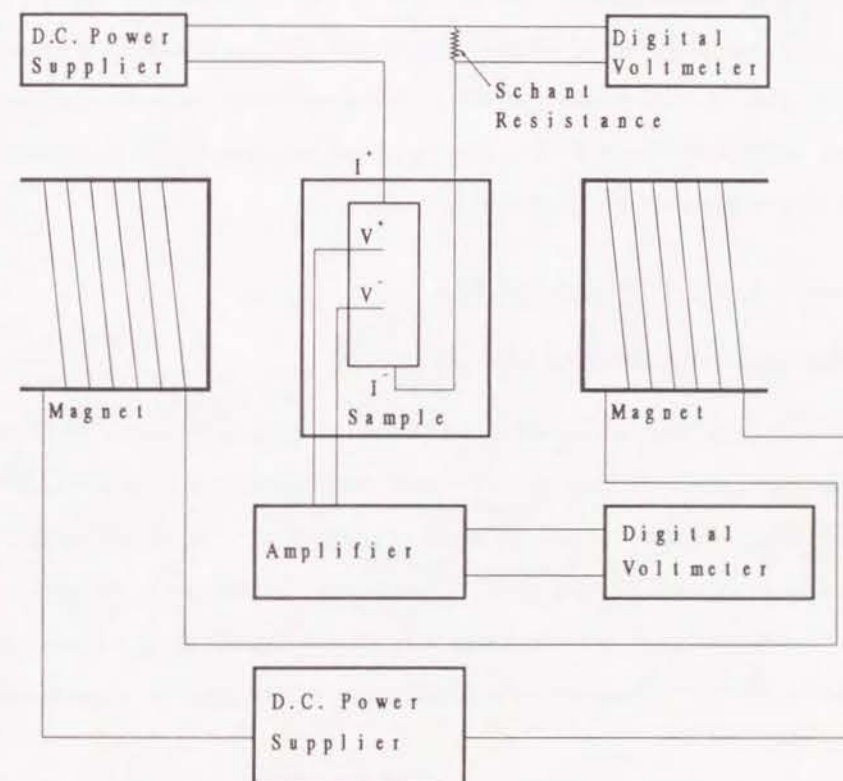 D.C. Power
Supplier
Digital
Voltmeter
Schant
Resistance
I+
V+
V-
I-
Sample
Magnet
Magnet
Amplifier
Digital
Voltmeter
D.C. Power
Supplier